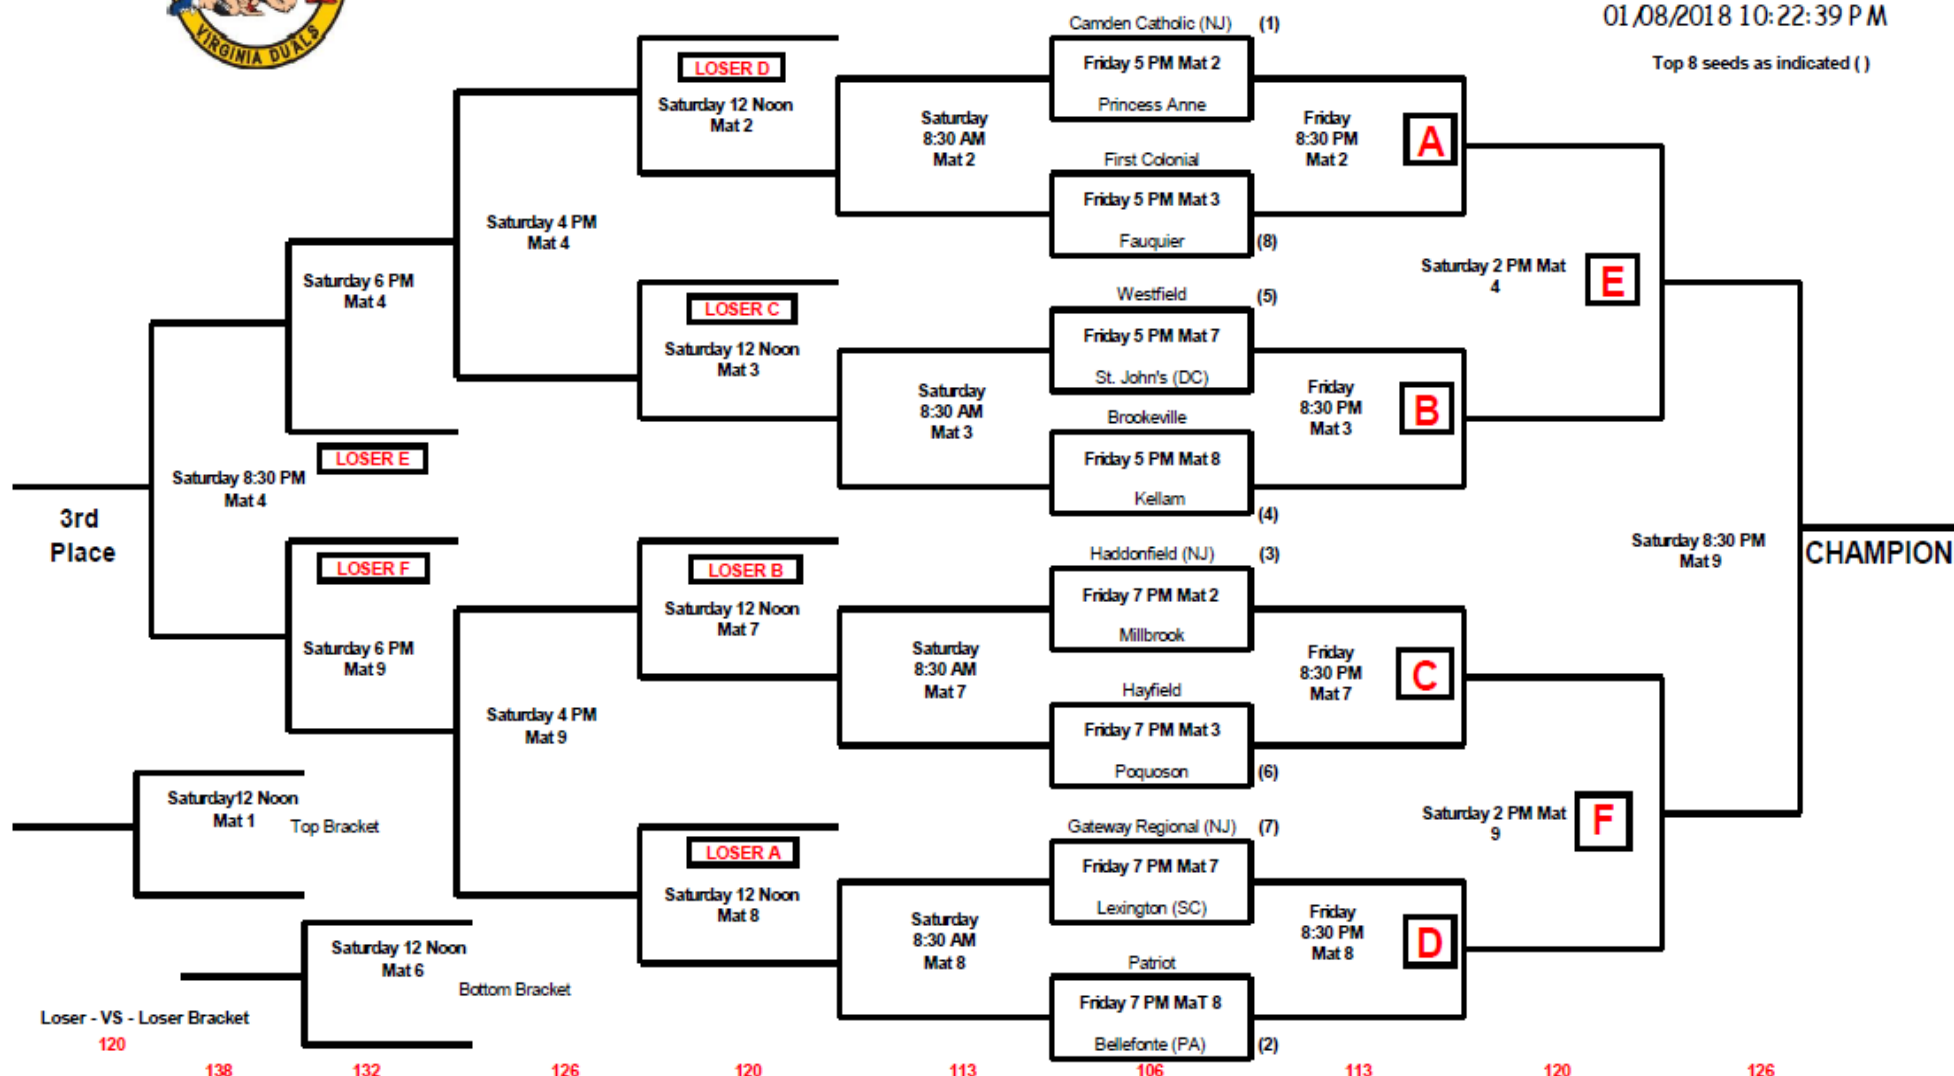 VIRGINIA DUALS
01/08/2018 10:22:39 PM
Top 8 seeds as indicated ( )
Camden Catholic (NJ) (1)
Friday 5 PM Mat 2
Princess Anne
First Colonial
Friday 5 PM Mat 3
Fauquier (8)
Westfield (5)
Friday 5 PM Mat 7
St. John's (DC)
Brookeville
Friday 5 PM Mat 8
Kellam (4)
Haddonfield (NJ) (3)
Friday 7 PM Mat 2
Millbrook
Hayfield
Friday 7 PM Mat 3
Poquoson (6)
Gateway Regional (NJ) (7)
Friday 7 PM Mat 7
Lexington (SC)
Patriot
Friday 7 PM MaT 8
Bellefonte (PA) (2)
Friday
8:30 PM
Mat 2
A
Friday
8:30 PM
Mat 3
B
Friday
8:30 PM
Mat 7
C
Friday
8:30 PM
Mat 8
D
Saturday 2 PM Mat
4
E
Saturday 2 PM Mat
9
F
Saturday 8:30 PM
Mat 9
CHAMPION
Saturday
8:30 AM
Mat 2
Saturday
8:30 AM
Mat 3
Saturday
8:30 AM
Mat 7
Saturday
8:30 AM
Mat 8
LOSER D
Saturday 12 Noon
Mat 2
LOSER C
Saturday 12 Noon
Mat 3
LOSER B
Saturday 12 Noon
Mat 7
LOSER A
Saturday 12 Noon
Mat 8
Saturday 4 PM
Mat 4
Saturday 4 PM
Mat 9
Saturday 6 PM
Mat 4
LOSER E
LOSER F
Saturday 6 PM
Mat 9
Saturday 8:30 PM
Mat 4
3rd
Place
Saturday12 Noon
Mat 1
Top Bracket
Saturday 12 Noon
Mat 6
Bottom Bracket
Loser - VS - Loser Bracket
120
138 132 126 120 113 106 113 120 126